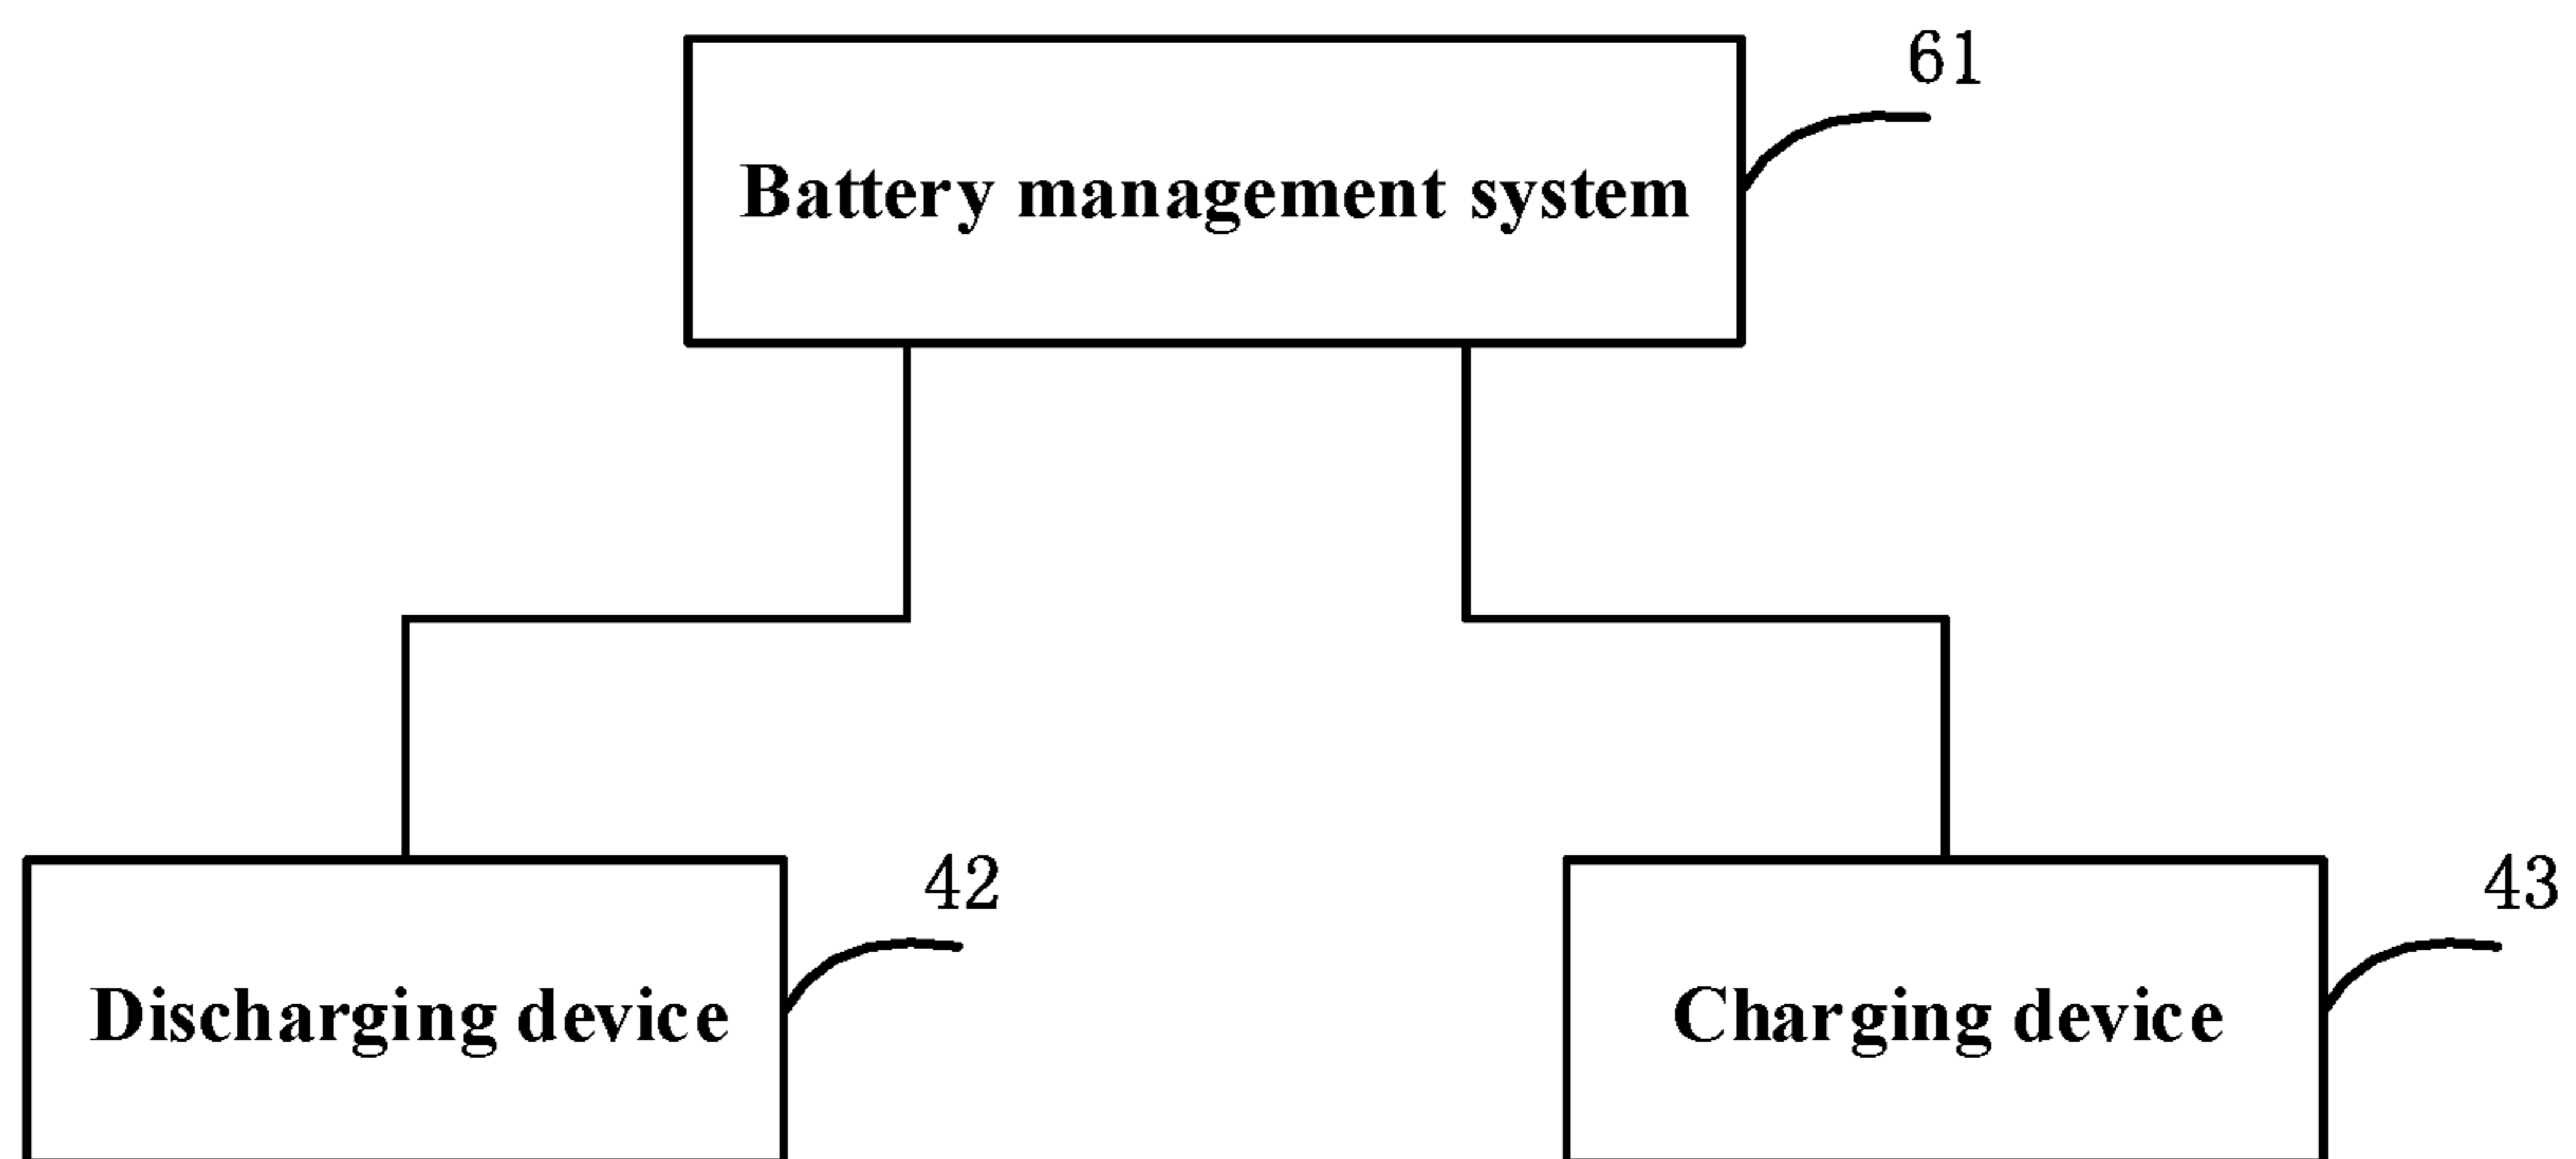 61
Battery management system
42
43
Discharging device
Charging device